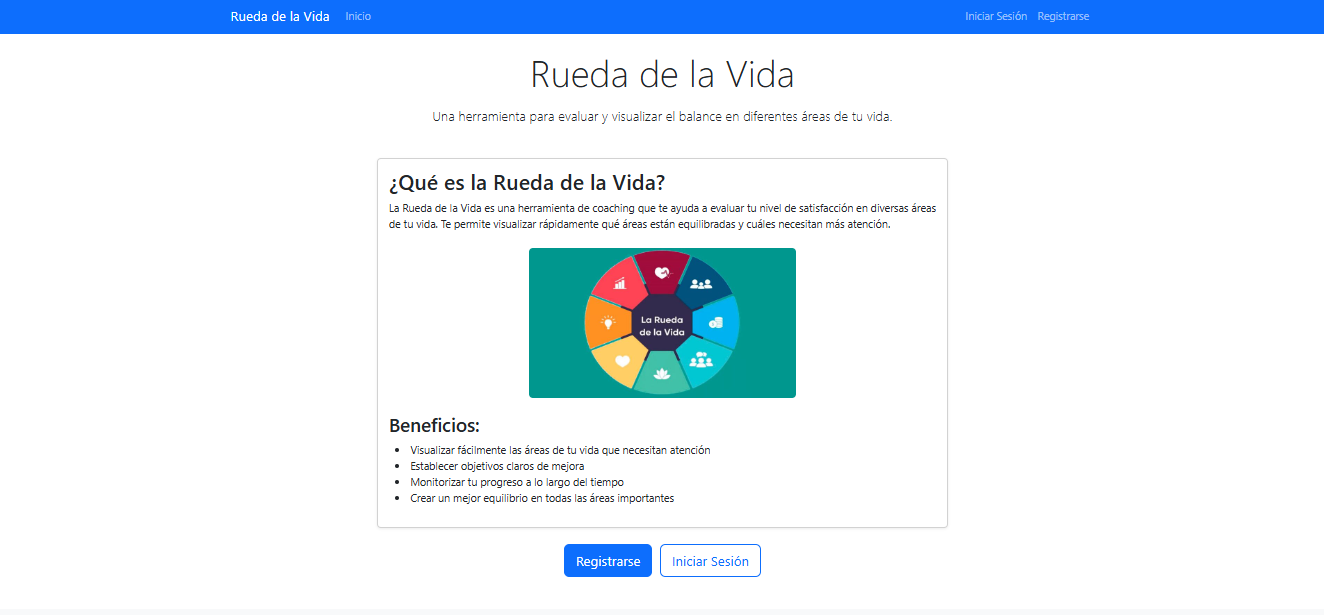 Rueda de la Vida Inicio Iniciar Sesión Registrarse
Rueda de la Vida
Una herramienta para evaluar y visualizar el balance en diferentes áreas de tu vida.
¿Qué es la Rueda de la Vida?
La Rueda de la Vida es una herramienta de coaching que te ayuda a evaluar tu nivel de satisfacción en diversas áreas
de tu vida. Te permite visualizar rápidamente qué áreas están equilibradas y cuáles necesitan más atención.
La Rueda
de la Vida
Beneficios:
Visualizar fácilmente las áreas de tu vida que necesitan atención
Establecer objetivos claros de mejora
Monitorizar tu progreso a lo largo del tiempo
Crear un mejor equilibrio en todas las áreas importantes
Registrarse Iniciar Sesión